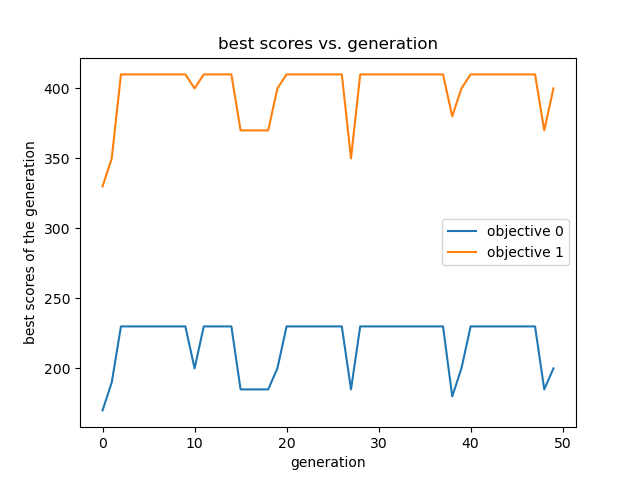 best scores vs. generation
best scores of the generation
400
350
300
250
200
objective 0
objective 1
0 10 20 30 40 50
generation